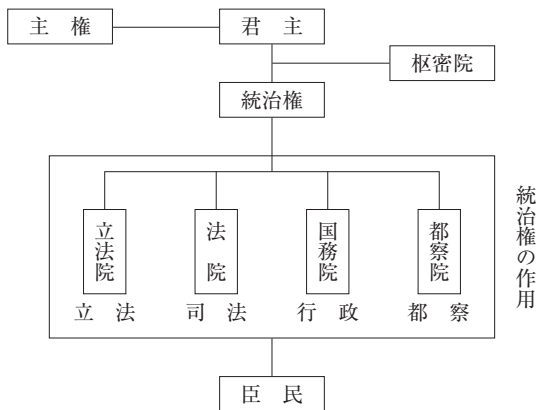 主権
君主
枢密院
統治権
立法院
法院
国務院
都察院
立法
司法
行政
都察
統治権の作用
臣民